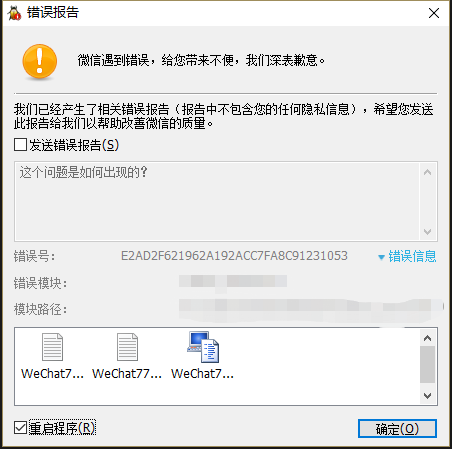 错误报告
微信遇到错误，给您带来不便，我们深表歉意。
我们已经产生了相关错误报告（报告中不包含您的任何隐私信息），希望您发送
此报告给我们以帮助改善微信的质量。
发送错误报告(S)
这个问题是如何出现的?
错误号： E2AD2F621962A192ACC7FA8C91231053 错误信息
错误模块：
模块路径：
WeChat7... WeChat77... WeChat7...
重启程序(R) 确定(O)